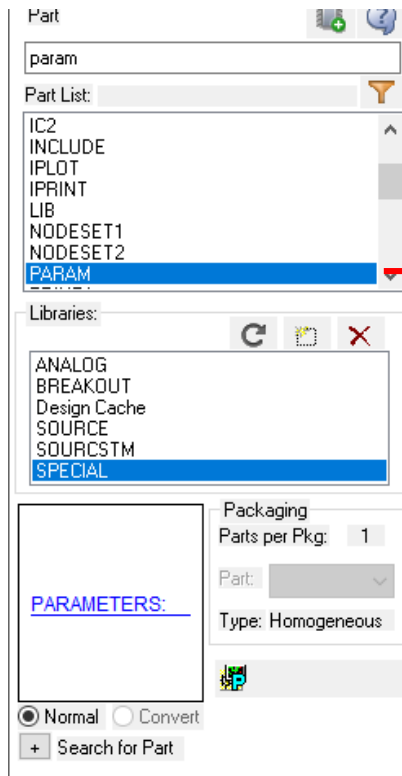 Part
param
Part List:
IC2
INCLUDE
IPLOT
IPRINT
LIB
NODESET1
NODESET2
PARAM
Libraries:
ANALOG
BREAKOUT
Design Cache
SOURCE
SOURCSTM
SPECIAL
PARAMETERS:
Packaging
Parts per Pkg: 1
Part:
Type: Homogeneous
Normal Convert
+ Search for Part